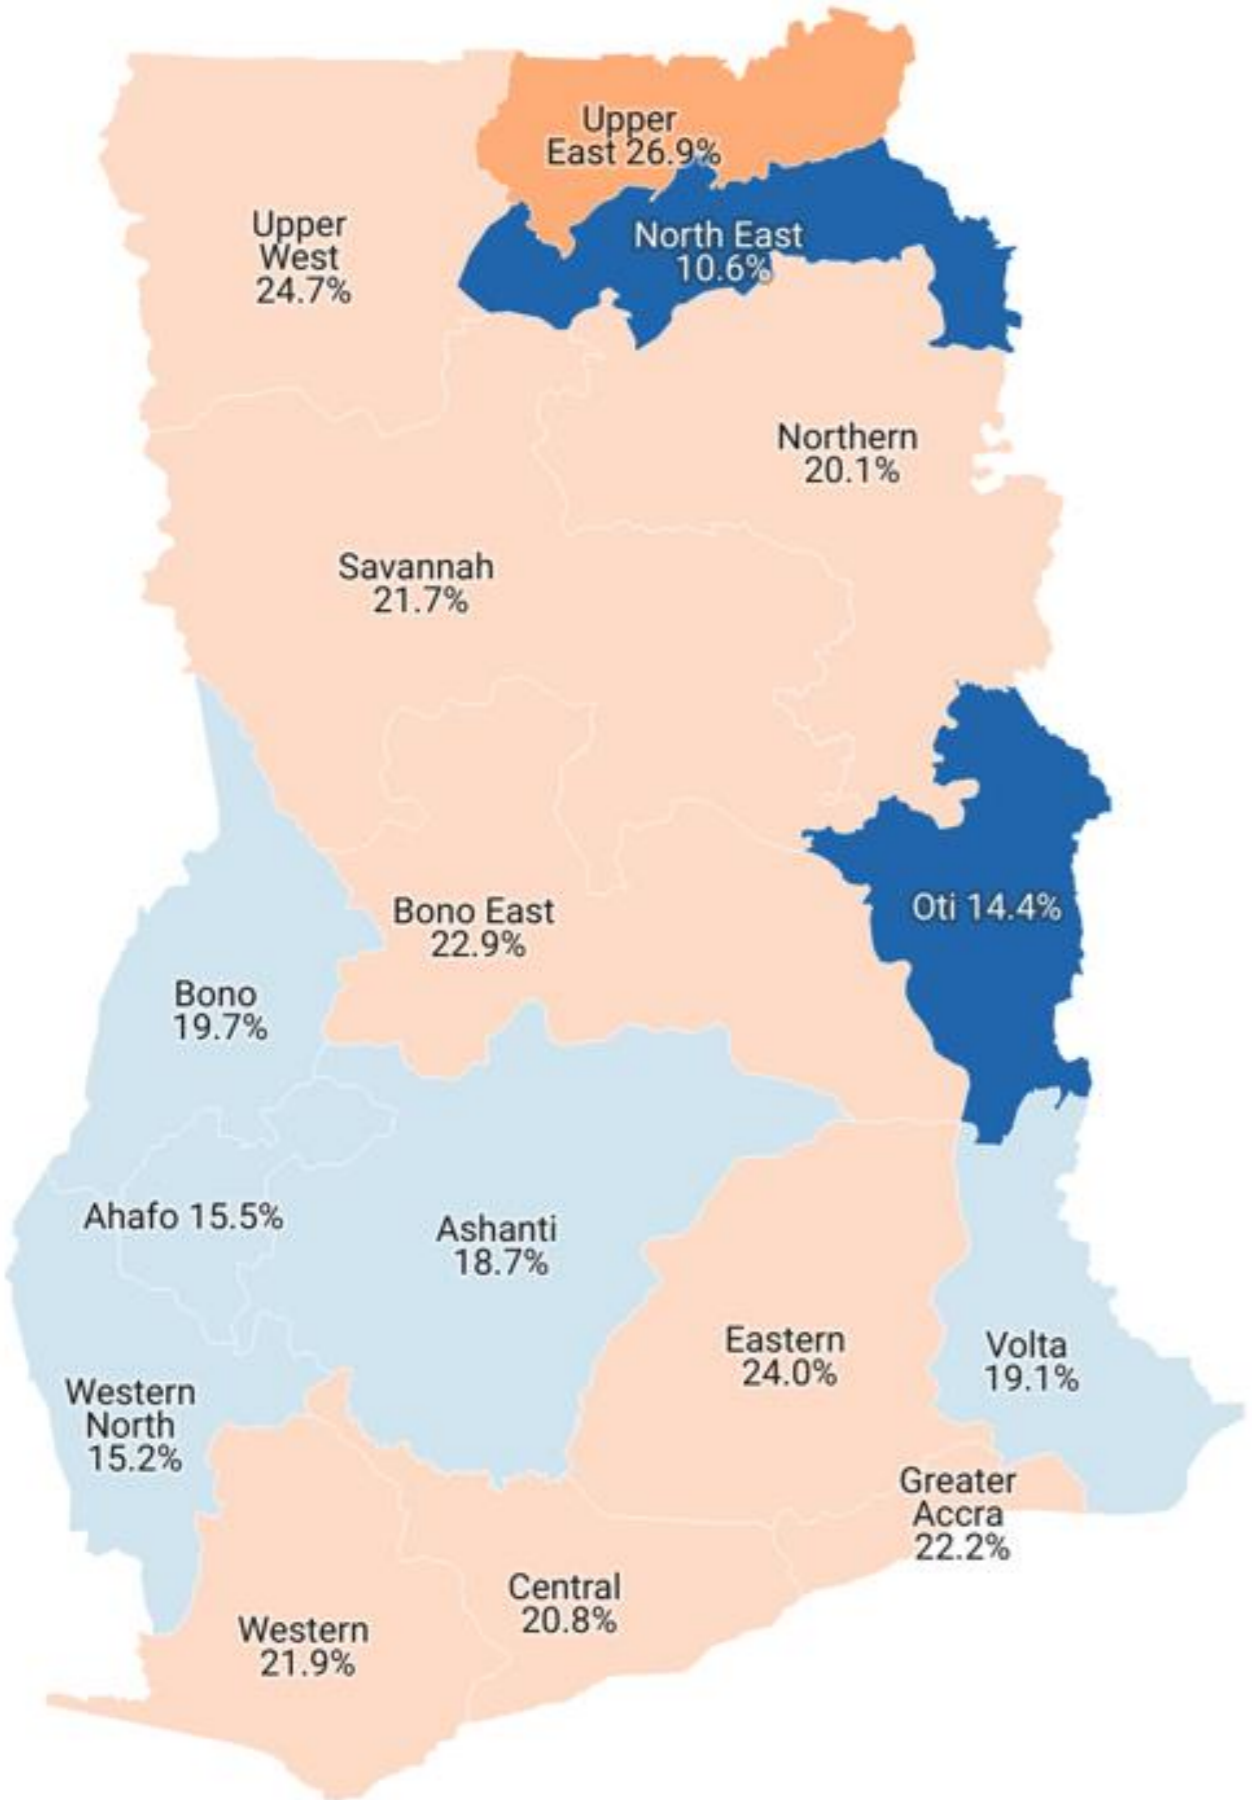 Upper
East 26.9%
Upper
West
24.7%
North East
10.6%
Northern
20.1%
Savannah
21.7%
Bono East
22.9%
Oti 14.4%
Bono
19.7%
Ahafo 15.5%
Ashanti
18.7%
Eastern
24.0%
Volta
19.1%
Western
North
15.2%
Greater
Accra
22.2%
Central
20.8%
Western
21.9%